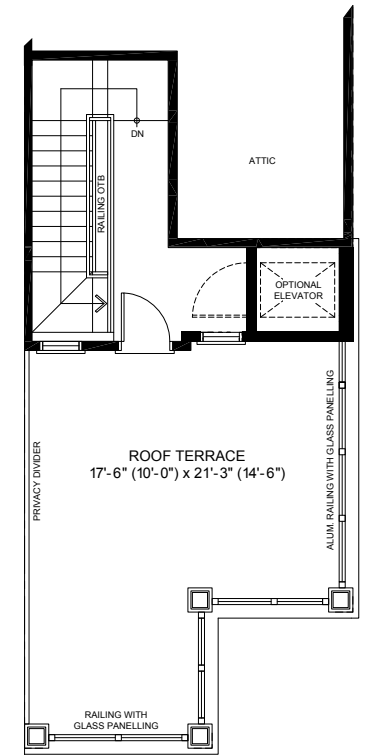 DN
ATTIC
RAILING OTB
OPTIONAL
ELEVATOR
PRIVACY DIVIDER
ROOF TERRACE
17'-6" (10'-0") x 21'-3" (14'-6")
ALUM. RAILING WITH GLASS PANELLING
RAILING WITH
GLASS PANELLING